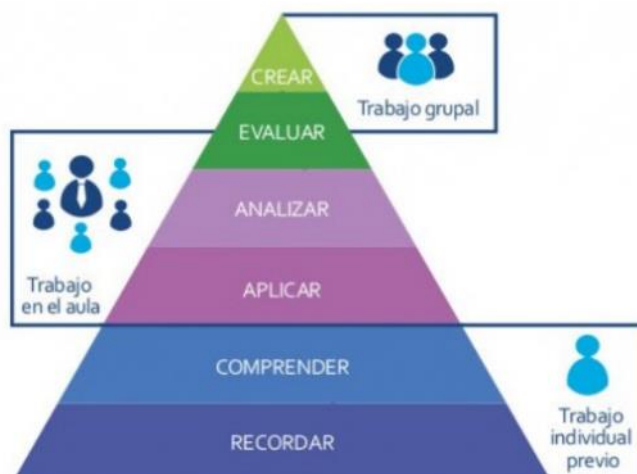 CREAR
Trabajo grupal
EVALUAR
ANALIZAR
Trabajo
en el aula
APLICAR
COMPRENDER
RECORDAR
Trabajo
individual
previo